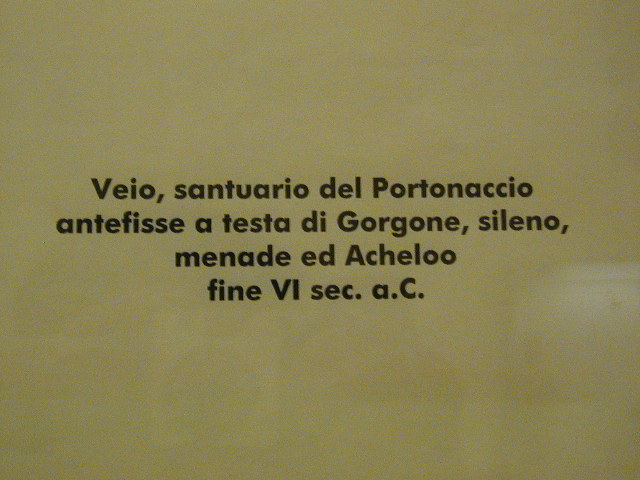 Veio, santuario del Portonaccio
antefisse a testa di Gorgone, sileno,
menade ed Acheloo
fine VI sec. a.C.